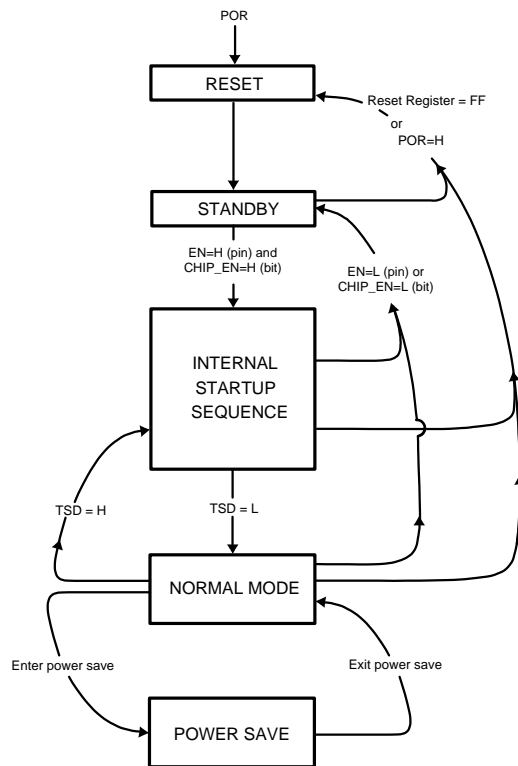 POR
RESET
Reset Register = FF
or
POR=H
STANDBY
EN=H (pin) and
CHIP_EN=H (bit)
EN=L (pin) or
CHIP_EN=L (bit)
INTERNAL
STARTUP
SEQUENCE
TSD = H
TSD = L
NORMAL MODE
Enter power save
Exit power save
POWER SAVE